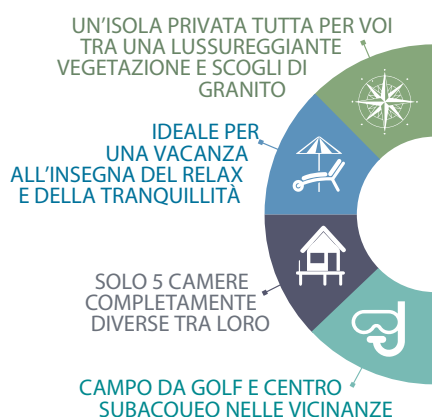 UN'ISOLA PRIVATA TUTTA PER VOI
TRA UNA LUSSUREGGIANTE
VEGETAZIONE E SCOGLI DI
GRANITO
IDEALE PER
UNA VACANZA
ALL'INSEGNA DEL RELAX
E DELLA TRANQUILLITÀ
SOLO 5 CAMERE
COMPLETAMENTE
DIVERSE TRA LORO
CAMPO DA GOLF E CENTRO
SUBACOUEO NELLE VICINANZE